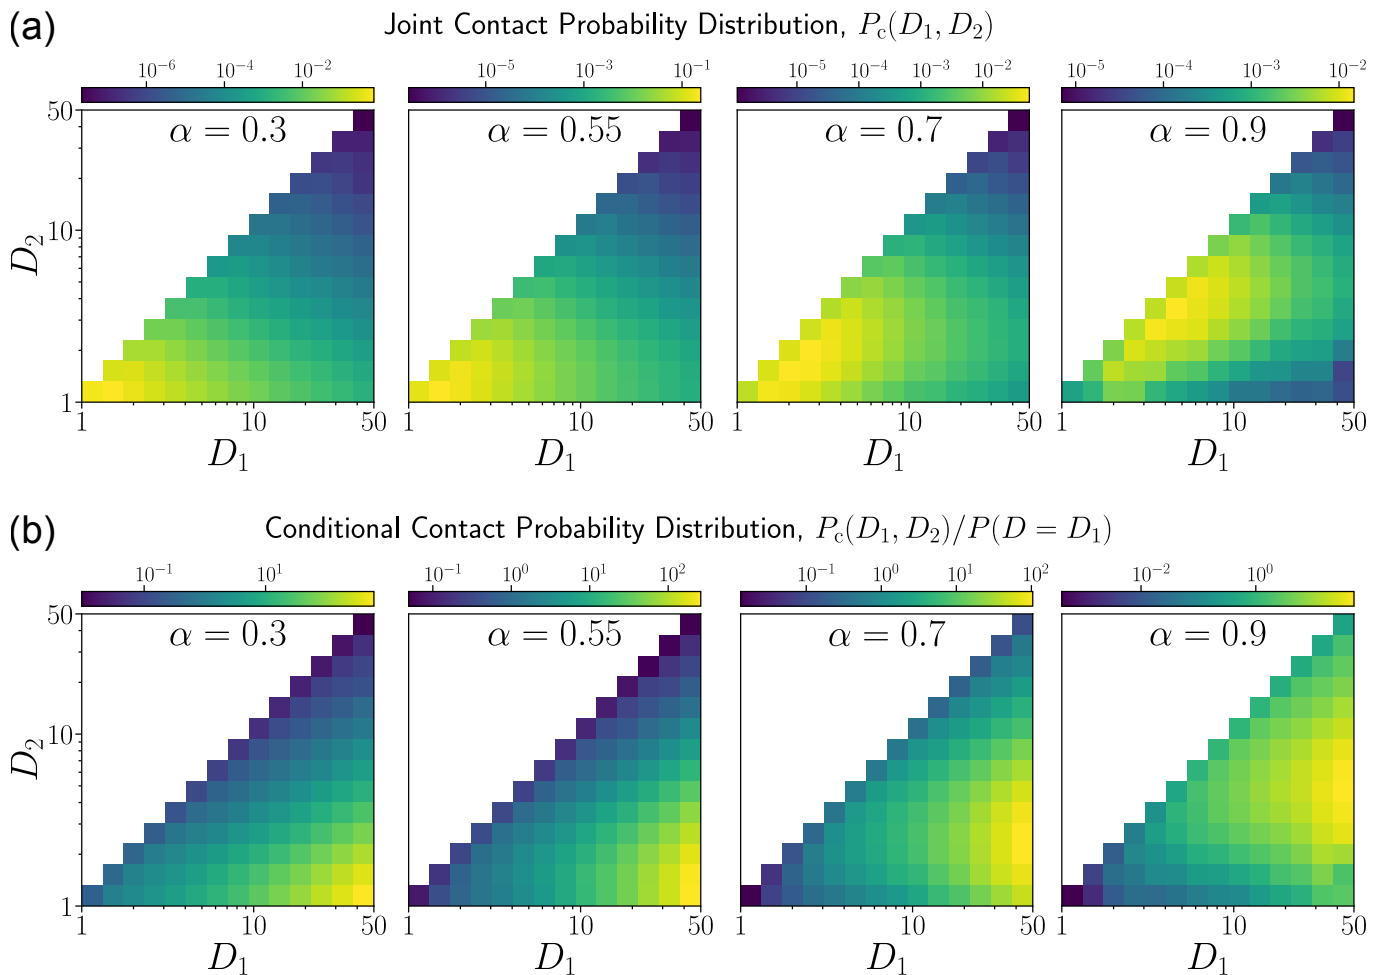 (a)
Joint Contact Probability Distribution, P_c(D_1, D_2)
10^{-6} 10^{-4} 10^{-2}
10^{-5} 10^{-3} 10^{-1}
10^{-5} 10^{-4} 10^{-3} 10^{-2}
10^{-5} 10^{-4} 10^{-3} 10^{-2}
α = 0.3 α = 0.55 α = 0.7 α = 0.9
50
10
1
D_2
1 10 50
1 10 50
1 10 50
1 10 50
D_1 D_1 D_1 D_1
(b)
Conditional Contact Probability Distribution, P_c(D_1, D_2)/P(D = D_1)
10^{-1} 10^1
10^{-1} 10^0 10^1 10^2
10^{-1} 10^0 10^1 10^2
10^{-2} 10^0
α = 0.3 α = 0.55 α = 0.7 α = 0.9
50
10
1
D_2
1 10 50
1 10 50
1 10 50
1 10 50
D_1 D_1 D_1 D_1